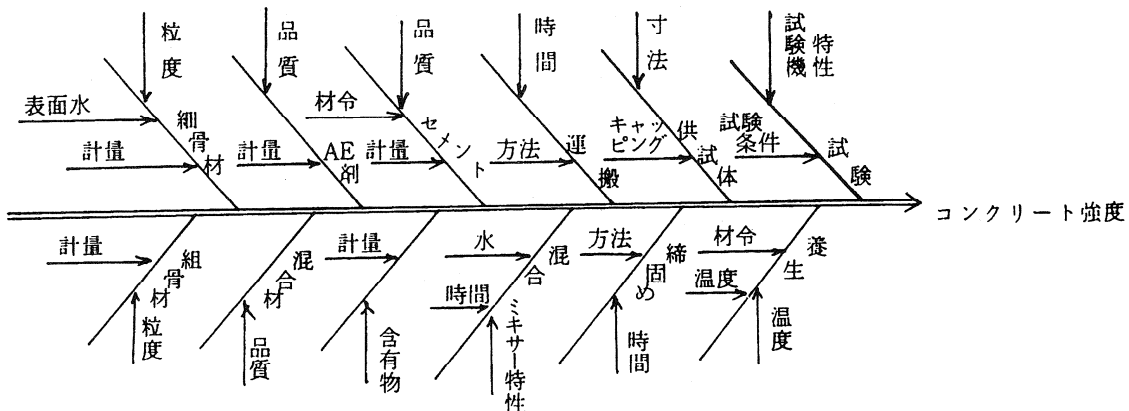 粒度
品質
品質
時間
寸法
試験機
特性
表面水
細骨材
計量
計量
AE剤
材令
セメント
計量
方法
運搬
キャッ
ピング
供試体
試験
条件
試験
コンクリート強度
計量
組骨材
粒度
混合材
品質
計量
含有物
水
混合
時間
ミキサー特性
方法
締固め
時間
材令
養生
温度
温度